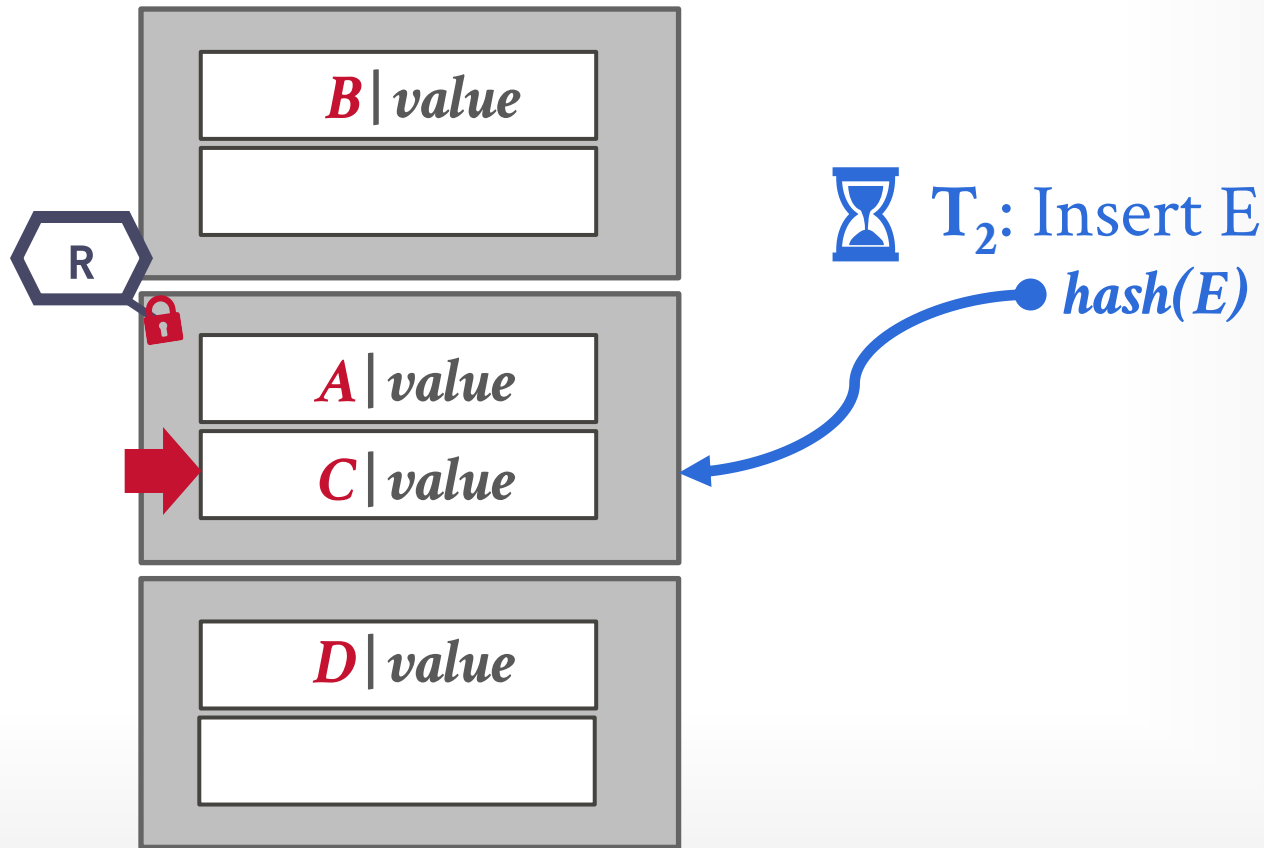 B|value
R
T₂: Insert E
hash(E)
A|value
C|value
D|value